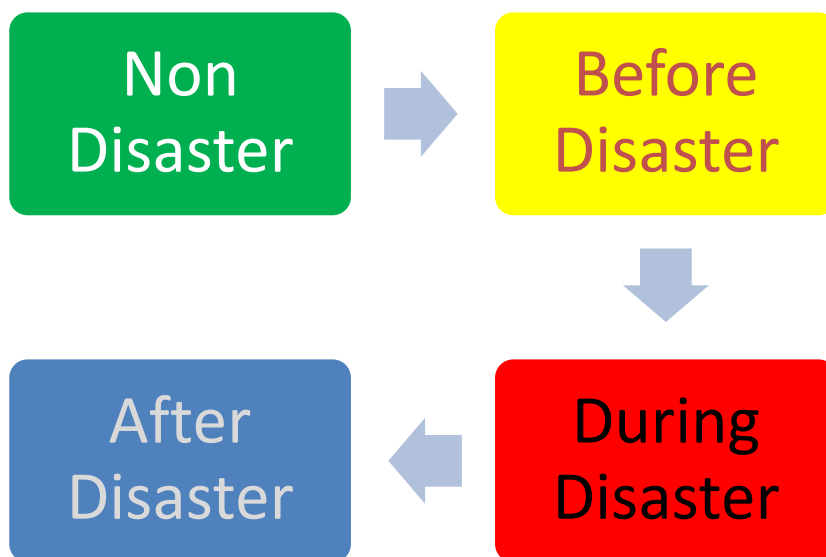 Non
Disaster
Before
Disaster
After
Disaster
During
Disaster